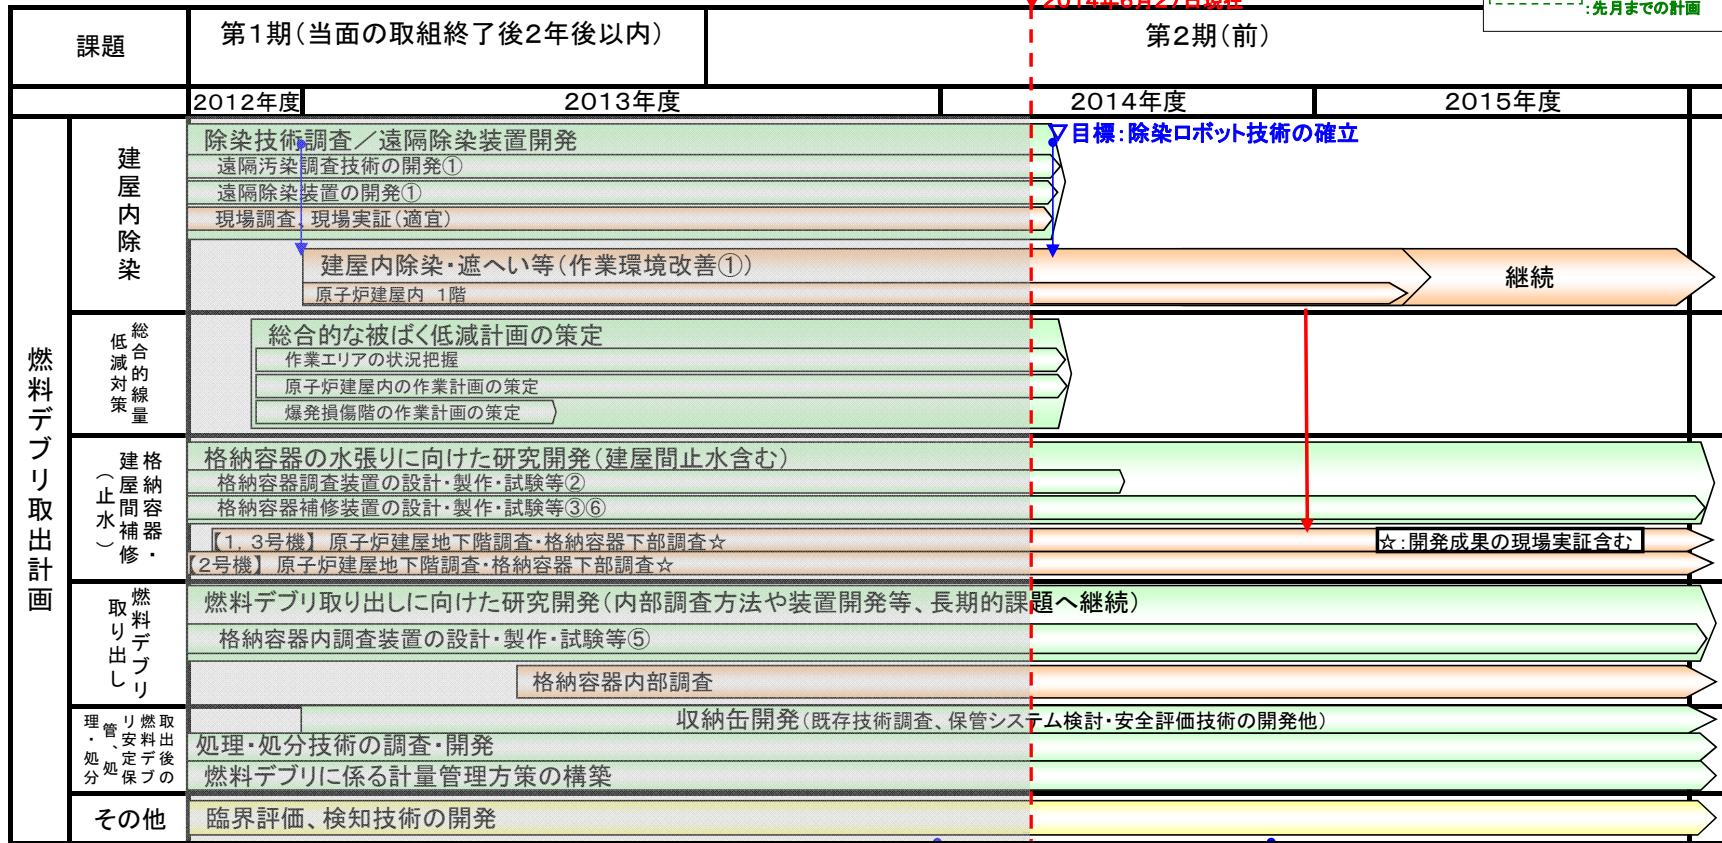 2014年6月27日現在
:先月までの計画
課題
第1期(当面の取組終了後2年後以内)
第2期(前)
2012年度
2013年度
2014年度
2015年度
燃料デブリ取出計画
建屋内除染
除染技術調査／遠隔除染装置開発
▽目標:除染ロボット技術の確立
遠隔汚染調査技術の開発①
遠隔除染装置の開発①
現場調査、現場実証(適宜)
建屋内除染・遮へい等(作業環境改善①)
継続
原子炉建屋内　1階
総合的線量低減対策
総合的な被ばく低減計画の策定
作業エリアの状況把握
原子炉建屋内の作業計画の策定
爆発損傷階の作業計画の策定
格納容器・建屋間補修(止水)
格納容器の水張りに向けた研究開発(建屋間止水含む)
格納容器調査装置の設計・製作・試験等②
格納容器補修装置の設計・製作・試験等③⑥
【1，3号機】原子炉建屋地下階調査・格納容器下部調査☆
☆:開発成果の現場実証含む
【2号機】原子炉建屋地下階調査・格納容器下部調査☆
燃料デブリ取り出し
燃料デブリ取り出しに向けた研究開発(内部調査方法や装置開発等、長期的課題へ継続)
格納容器内調査装置の設計・製作・試験等⑤
格納容器内部調査
取出後の燃料デブリ安定保管、処理・処分
収納缶開発(既存技術調査、保管システム検討・安全評価技術の開発他)
処理・処分技術の調査・開発
燃料デブリに係る計量管理方策の構築
その他
臨界評価、検知技術の開発